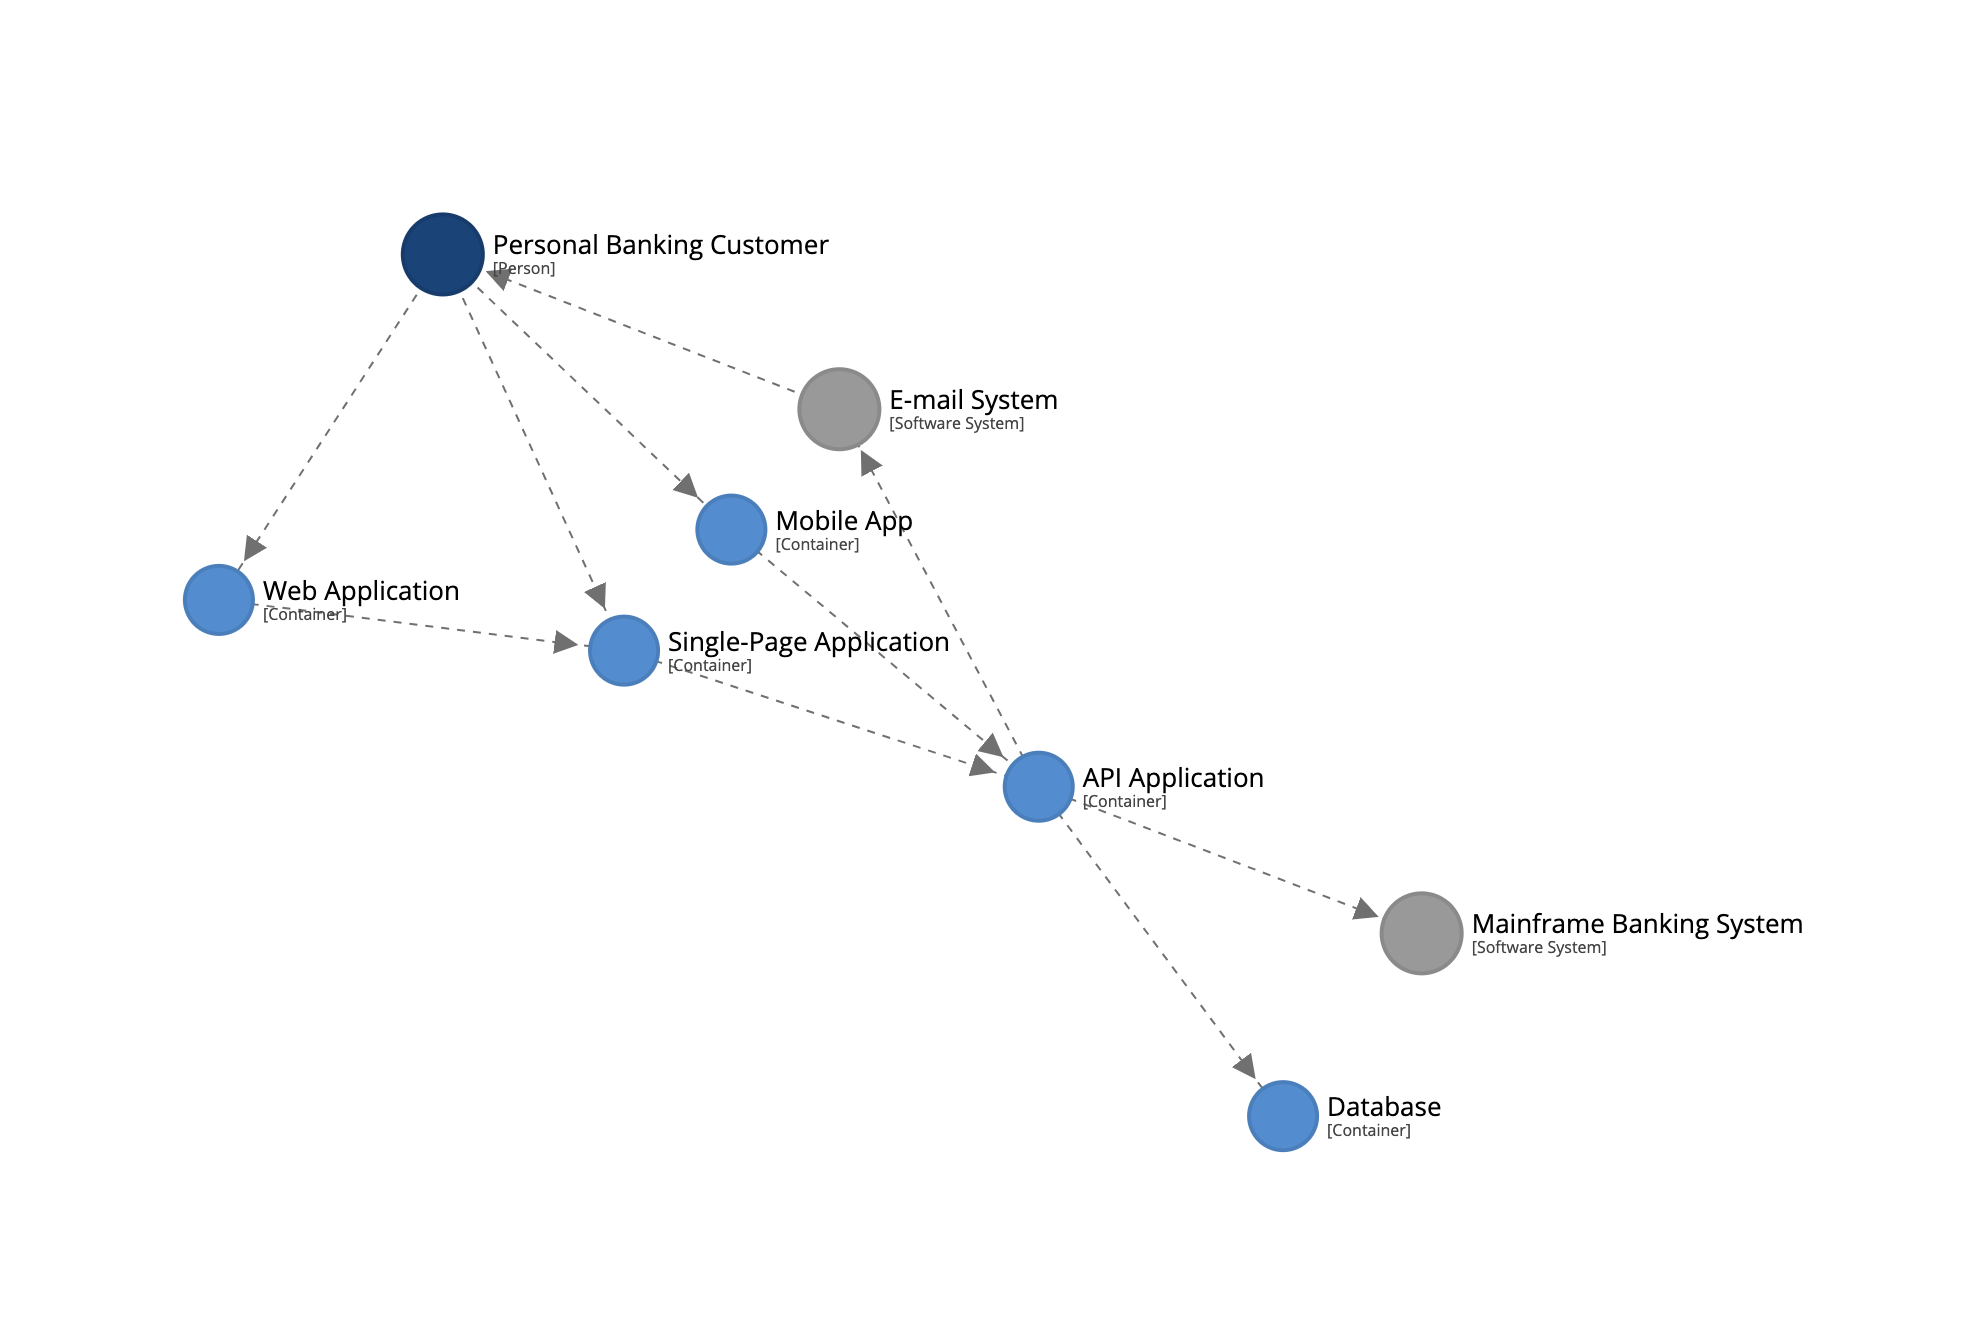 Personal Banking Customer
[Person]
E-mail System
[Software System]
Mobile App
[Container]
Web Application
[Container]
Single-Page Application
[Container]
API Application
[Container]
Mainframe Banking System
[Software System]
Database
[Container]